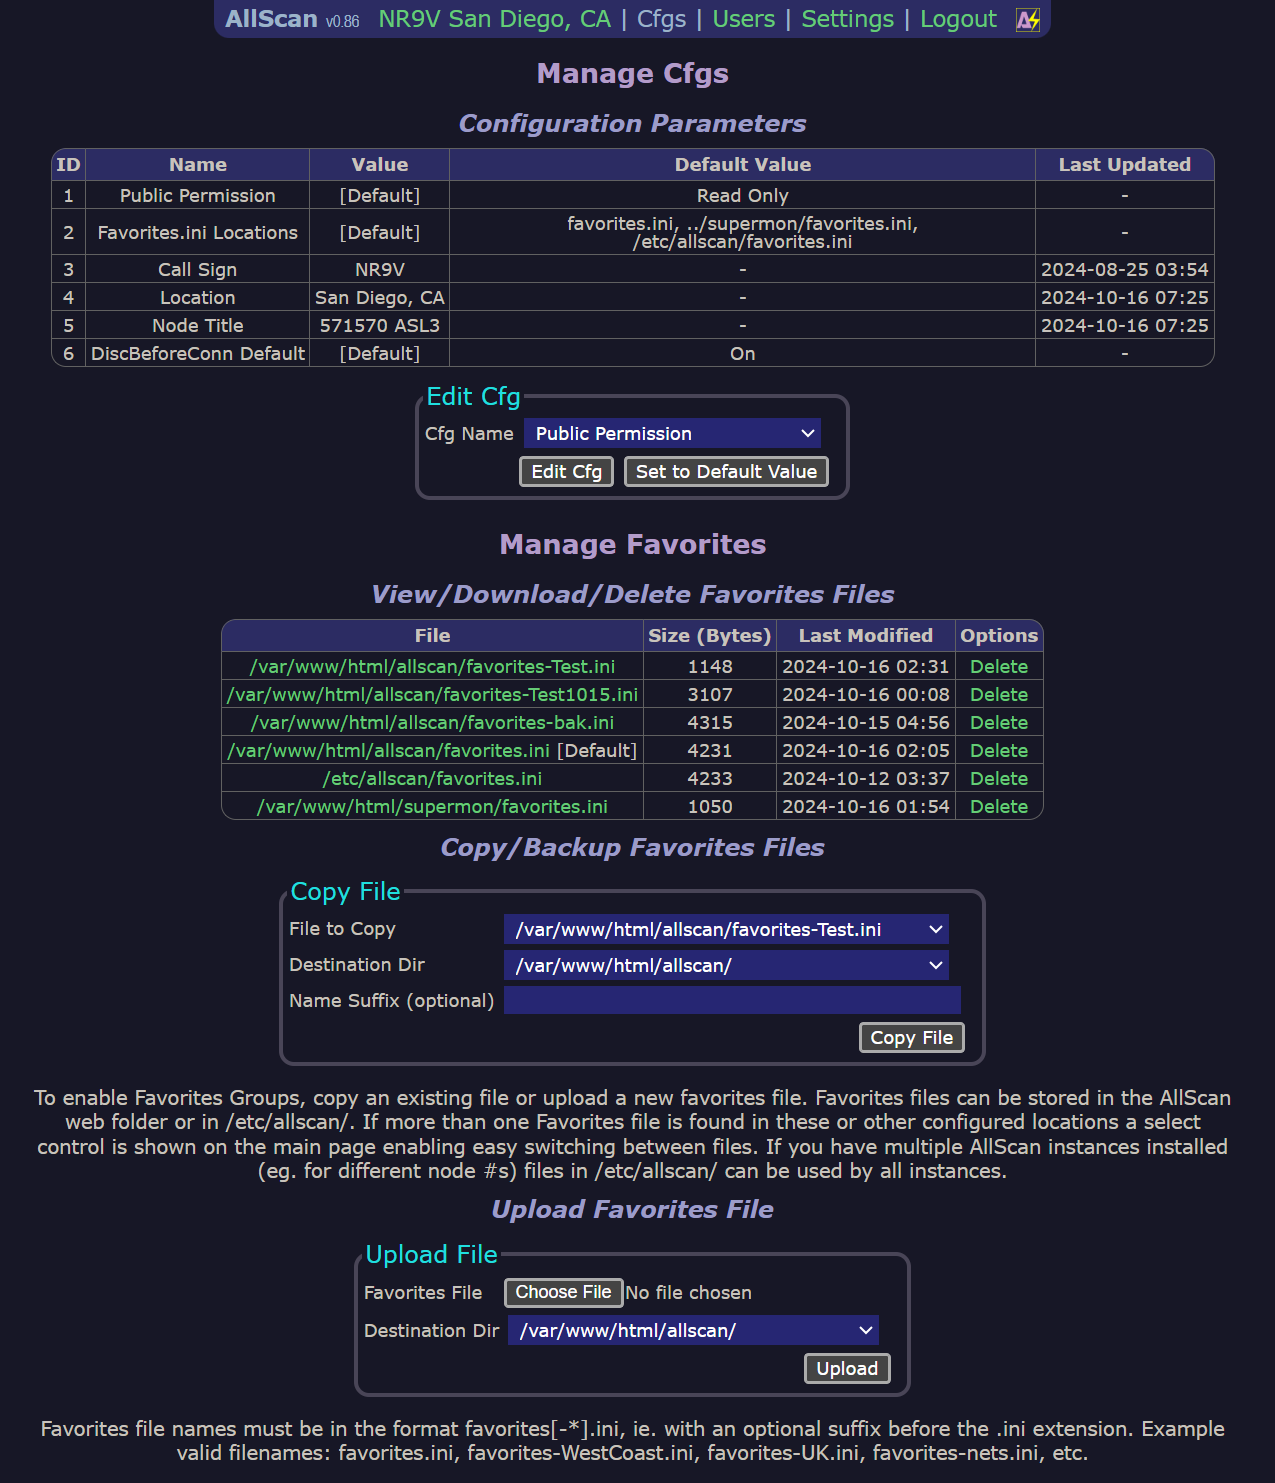 AllScan v0.86 NR9V San Diego, CA | Cfgs | Users | Settings | Logout
Manage Cfgs
Configuration Parameters
ID Name Value Default Value Last Updated
1 Public Permission [Default] Read Only -
2 Favorites.ini Locations [Default] favorites.ini, ../supermon/favorites.ini,
/etc/allscan/favorites.ini -
3 Call Sign NR9V - 2024-08-25 03:54
4 Location San Diego, CA - 2024-10-16 07:25
5 Node Title 571570 ASL3 - 2024-10-16 07:25
6 DiscBeforeConn Default [Default] On -
Edit Cfg
Cfg Name Public Permission
Edit Cfg Set to Default Value
Manage Favorites
View/Download/Delete Favorites Files
File Size (Bytes) Last Modified Options
/var/www/html/allscan/favorites-Test.ini 1148 2024-10-16 02:31 Delete
/var/www/html/allscan/favorites-Test1015.ini 3107 2024-10-16 00:08 Delete
/var/www/html/allscan/favorites-bak.ini 4315 2024-10-15 04:56 Delete
/var/www/html/allscan/favorites.ini [Default] 4231 2024-10-16 02:05 Delete
/etc/allscan/favorites.ini 4233 2024-10-12 03:37 Delete
/var/www/html/supermon/favorites.ini 1050 2024-10-16 01:54 Delete
Copy/Backup Favorites Files
Copy File
File to Copy /var/www/html/allscan/favorites-Test.ini
Destination Dir /var/www/html/allscan/
Name Suffix (optional)
Copy File
To enable Favorites Groups, copy an existing file or upload a new favorites file. Favorites files can be stored in the AllScan
web folder or in /etc/allscan/. If more than one Favorites file is found in these or other configured locations a select
control is shown on the main page enabling easy switching between files. If you have multiple AllScan instances installed
(eg. for different node #s) files in /etc/allscan/ can be used by all instances.
Upload Favorites File
Upload File
Favorites File Choose File No file chosen
Destination Dir /var/www/html/allscan/
Upload
Favorites file names must be in the format favorites[-*].ini, ie. with an optional suffix before the .ini extension. Example
valid filenames: favorites.ini, favorites-WestCoast.ini, favorites-UK.ini, favorites-nets.ini, etc.